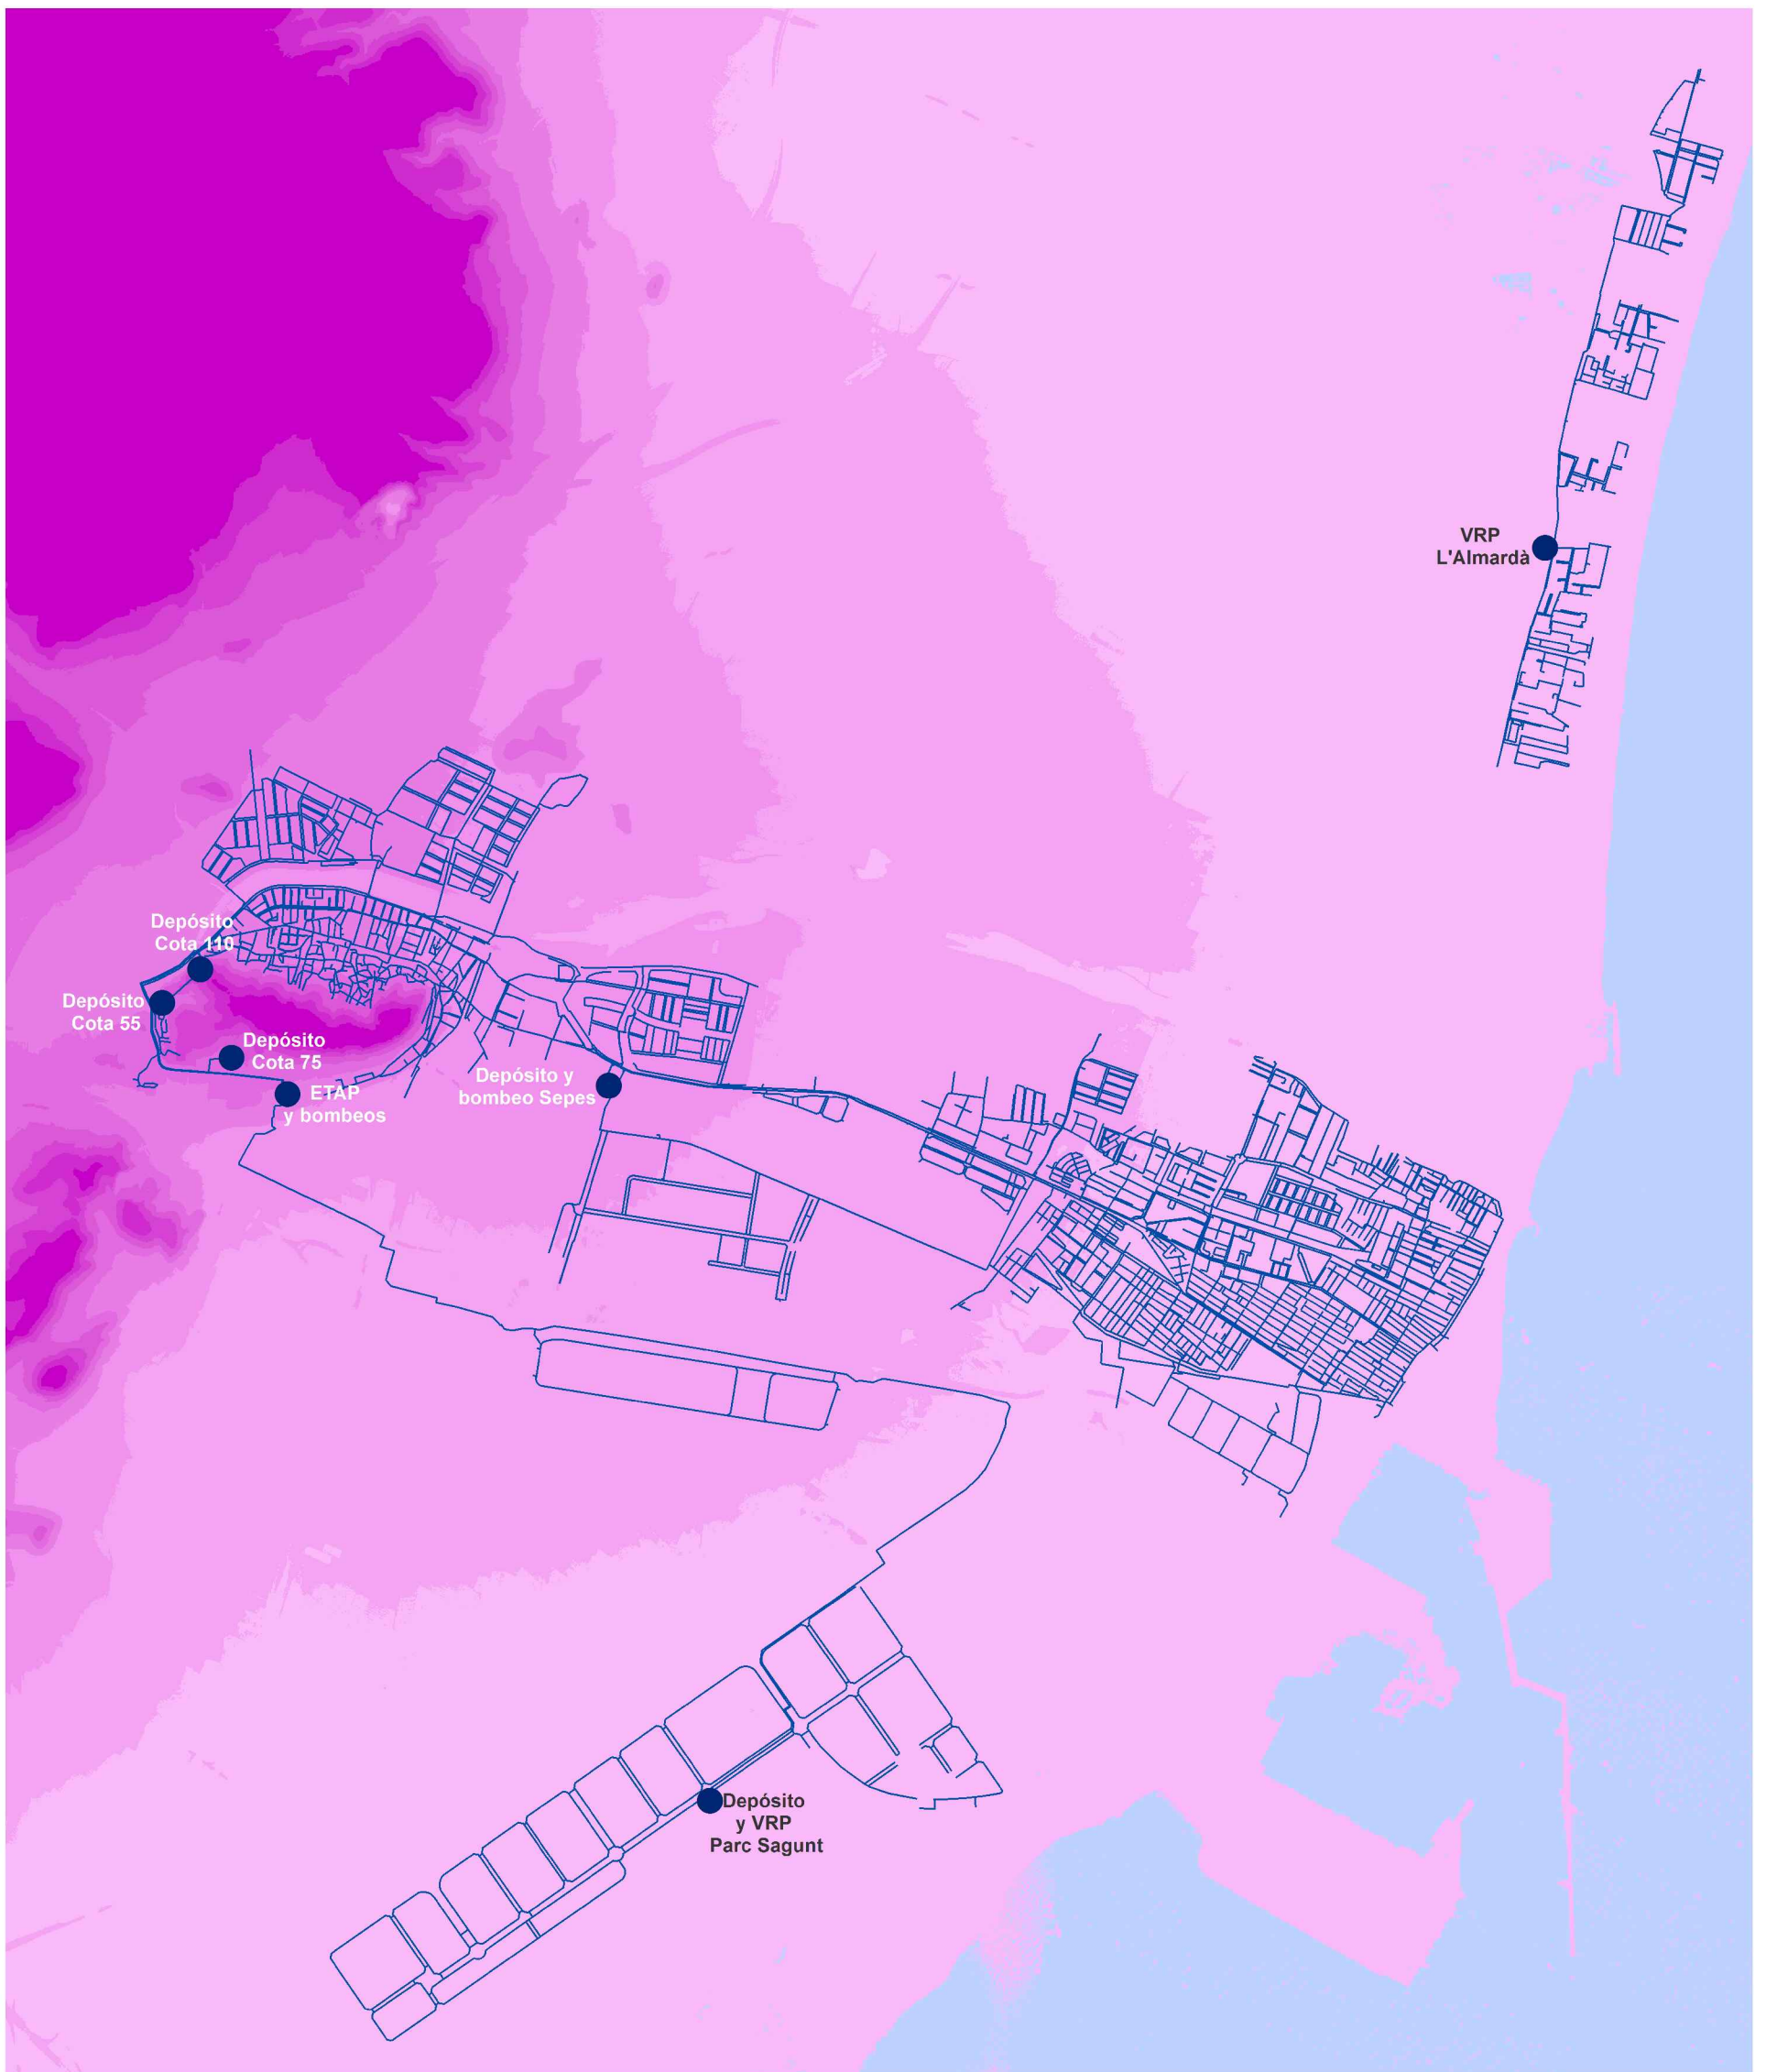 VRP
L'Almardà
Depósito
Cota 110
Depósito
Cota 55
Depósito
Cota 75
ETAP
y bombeos
Depósito y
bombeo Sepes
Depósito
y VRP
Parc Sagunt